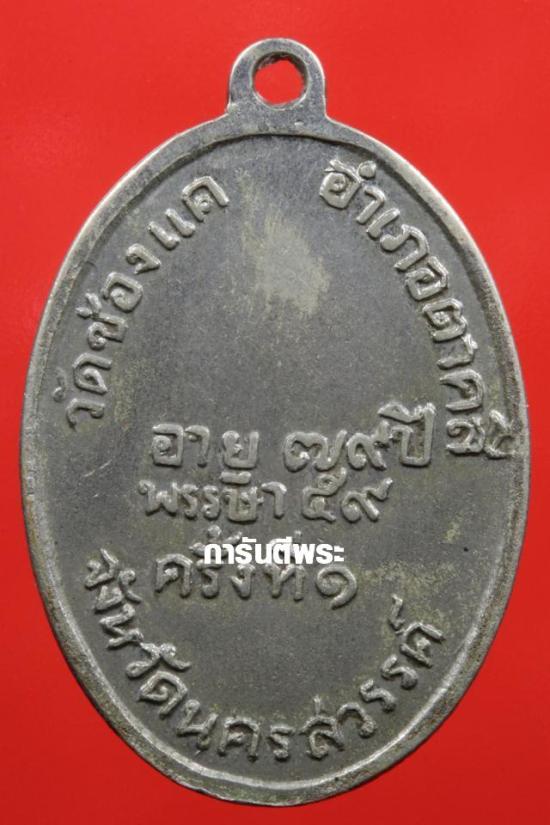 วัดช่องแค
อำเภอตาคลี
อายุ ๗๙ ปี
พรรษา ๕๙
การันตีพระ
ครั้งที่ ๑
จังหวัดนครสวรรค์